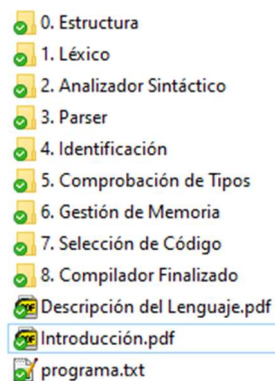 0. Estructura
1. Léxico
2. Analizador Sintáctico
3. Parser
4. Identificación
5. Comprobación de Tipos
6. Gestión de Memoria
7. Selección de Código
8. Compilador Finalizado
Descripción del Lenguaje.pdf
Introducción.pdf
programa.txt